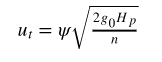 u_t = ψ√(2g_0H_p / n)